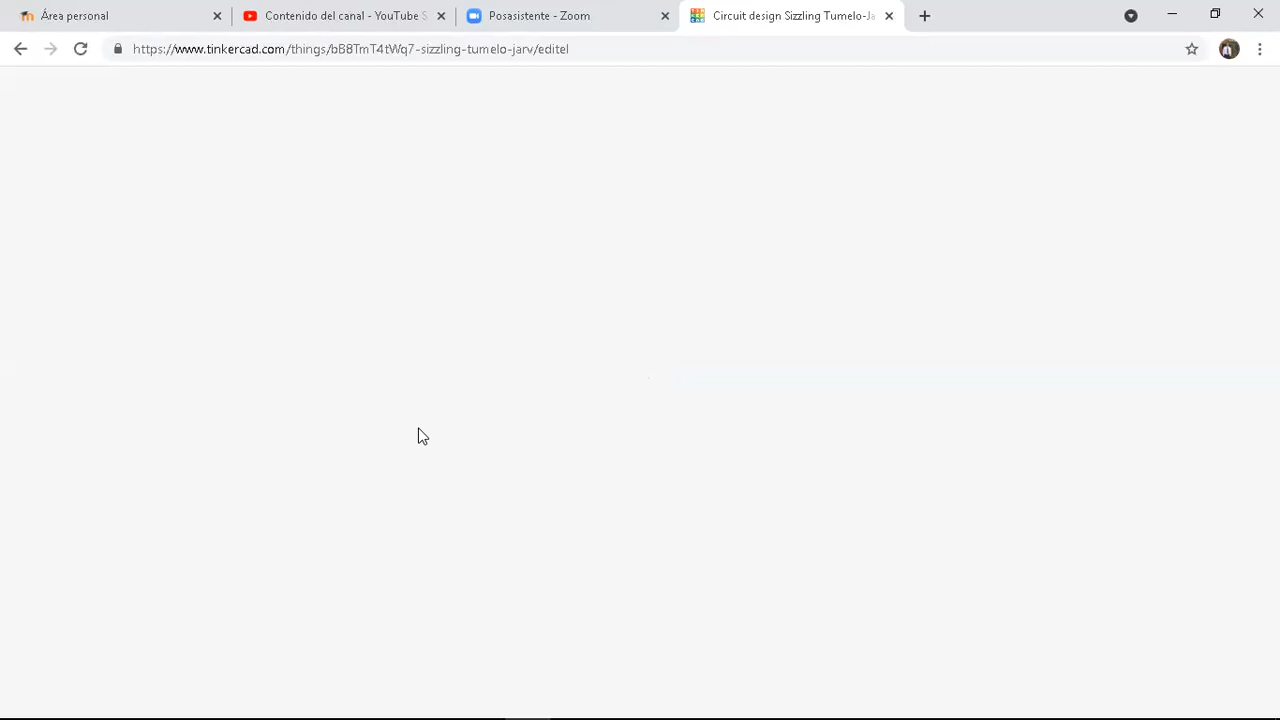 Área personal
Contenido del canal - YouTube
Posasistente - Zoom
Circuit design Sizzling Tumelo-Ja
https://www.tinkercad.com/things/bB8TmT4tWq7-sizzling-tumelo-jarv/editel